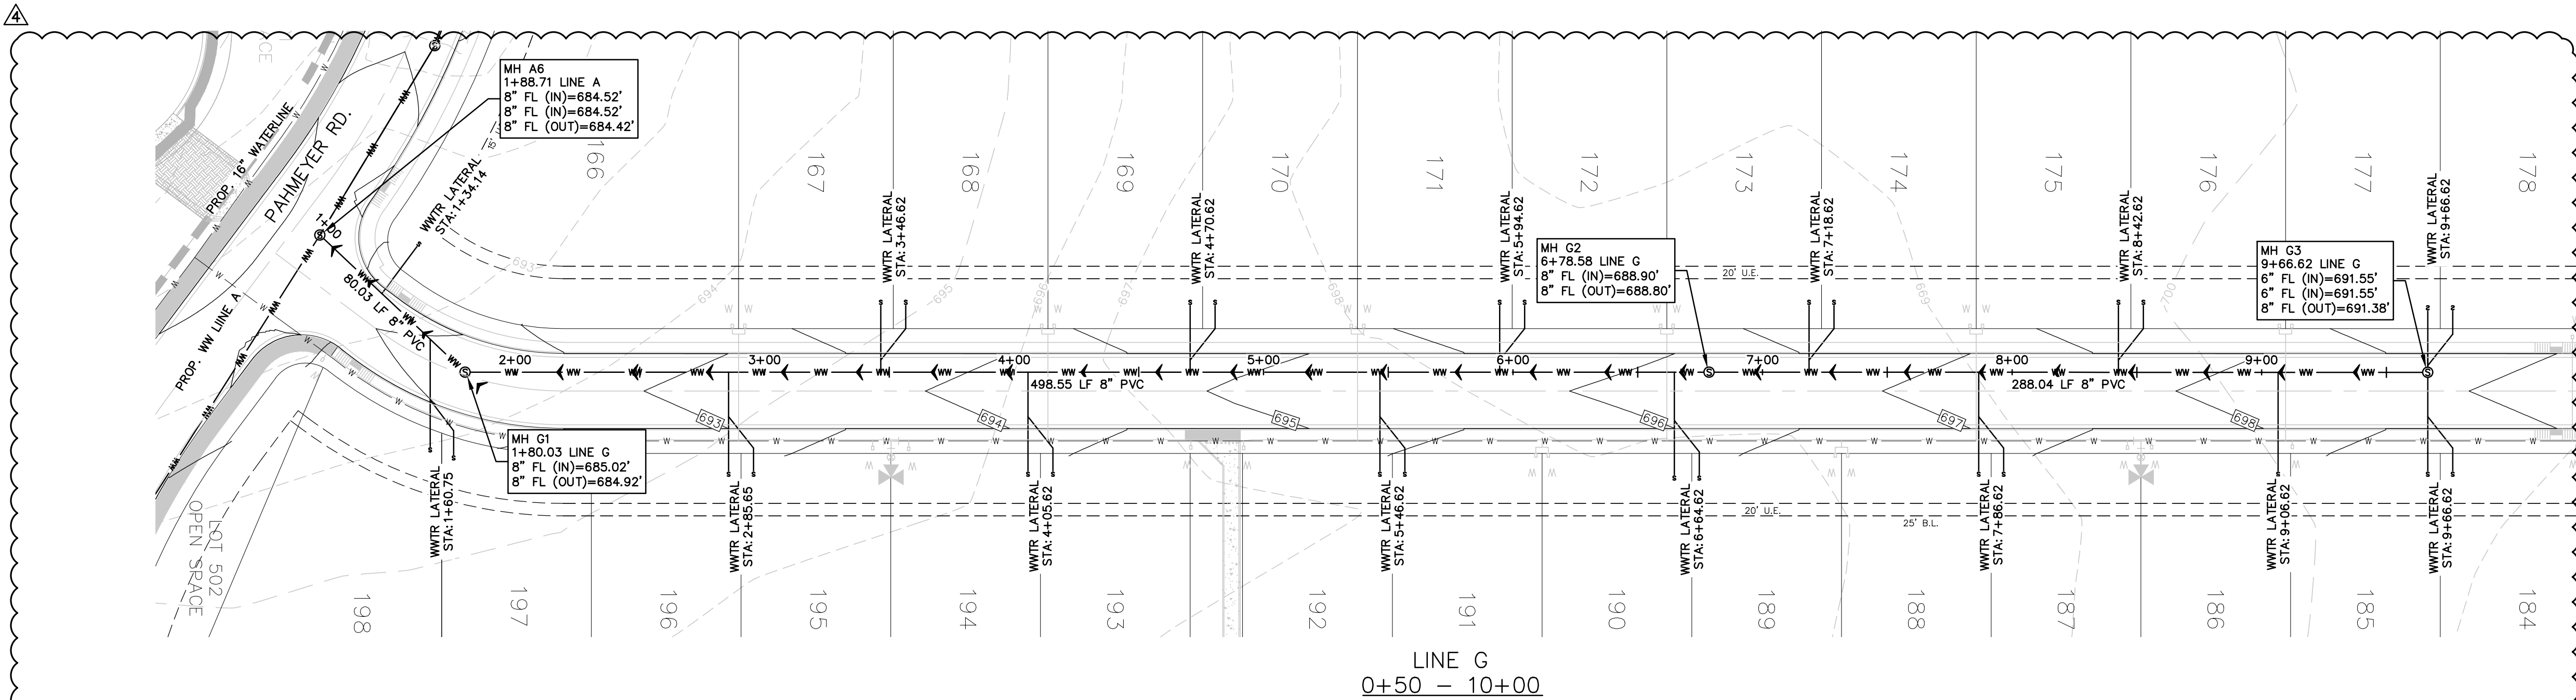 4
MH A6
1+88.71 LINE A
8" FL (IN)=684.52'
8" FL (IN)=684.52'
8" FL (OUT)=684.42'
PROP. 16" WATERLINE
PAHMEYER RD.
1+00
WWTR LATERAL
STA:1+34.14
80.03 LF 8" PVC
PROP. WW LIINE A
166
167
168
169
170
171
172
173
174
175
176
177
178
WWTR LATERAL
STA:3+46.62
WWTR LATERAL
STA:4+70.62
WWTR LATERAL
STA:5+94.62
WWTR LATERAL
STA:7+18.62
WWTR LATERAL
STA:8+42.62
WWTR LATERAL
STA:9+66.62
693
694
695
696
697
698
669
700
MH G2
6+78.58 LINE G
8" FL (IN)=688.90'
8" FL (OUT)=688.80'
20' U.E.
MH G3
9+66.62 LINE G
6" FL (IN)=691.55'
6" FL (IN)=691.55'
8" FL (OUT)=691.38'
2+00
3+00
4+00
5+00
6+00
7+00
8+00
9+00
498.55 LF 8" PVC
288.04 LF 8" PVC
693
694
695
696
697
698
MH G1
1+80.03 LINE G
8" FL (IN)=685.02'
8" FL (OUT)=684.92'
20' U.E.
25' B.L.
WWTR LATERAL
STA:1+60.75
WWTR LATERAL
STA:2+85.65
WWTR LATERAL
STA:4+05.62
WWTR LATERAL
STA:5+46.62
WWTR LATERAL
STA:6+64.62
WWTR LATERAL
STA:7+86.62
WWTR LATERAL
STA:9+06.62
WWTR LATERAL
STA:9+66.62
LOT 502
OPEN SPACE
198
197
196
195
194
193
192
191
190
189
188
187
186
185
184
LINE G
0+50 - 10+00